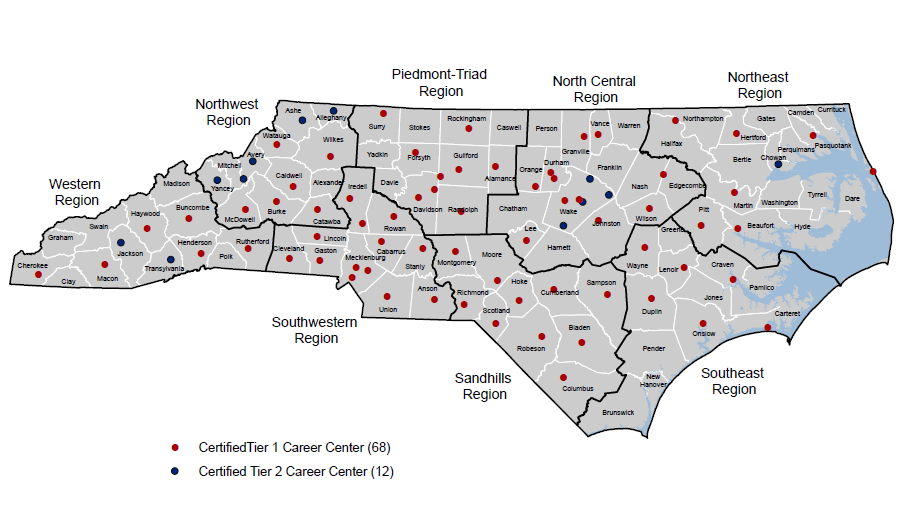 Piedmont-Triad
Region
North Central
Region
Northeast
Region
Northwest
Region
Western
Region
Southwestern
Region
Sandhills
Region
Southeast
Region
Ashe
Alleghany
Surry
Stokes
Rockingham
Caswell
Person
Vance
Warren
Northampton
Gates
Camden
Currituck
Watauga
Wilkes
Granville
Halifax
Hertford
Pasquotank
Perquimans
Avery
Mitchell
Yadkin
Forsyth
Guilford
Alamance
Orange
Durham
Franklin
Bertie
Chowan
Madison
Yancey
Caldwell
Alexander
Iredell
Davie
Nash
Edgecombe
Martin
Washington
Tyrrell
Dare
Buncombe
Haywood
McDowell
Burke
Catawba
Davidson
Randolph
Chatham
Wake
Johnston
Wilson
Pitt
Beaufort
Hyde
Swain
Graham
Jackson
Henderson
Rutherford
Polk
Rowan
Lee
Harnett
Greene
Cleveland
Lincoln
Gaston
Mecklenburg
Cabarrus
Stanly
Montgomery
Moore
Wayne
Lenoir
Craven
Cherokee
Clay
Macon
Transylvania
Union
Anson
Richmond
Hoke
Cumberland
Sampson
Jones
Pamlico
Carteret
Scotland
Duplin
Onslow
Robeson
Bladen
Pender
Columbus
New
Hanover
Brunswick
CertifiedTier 1 Career Center (68)
Certified Tier 2 Career Center (12)